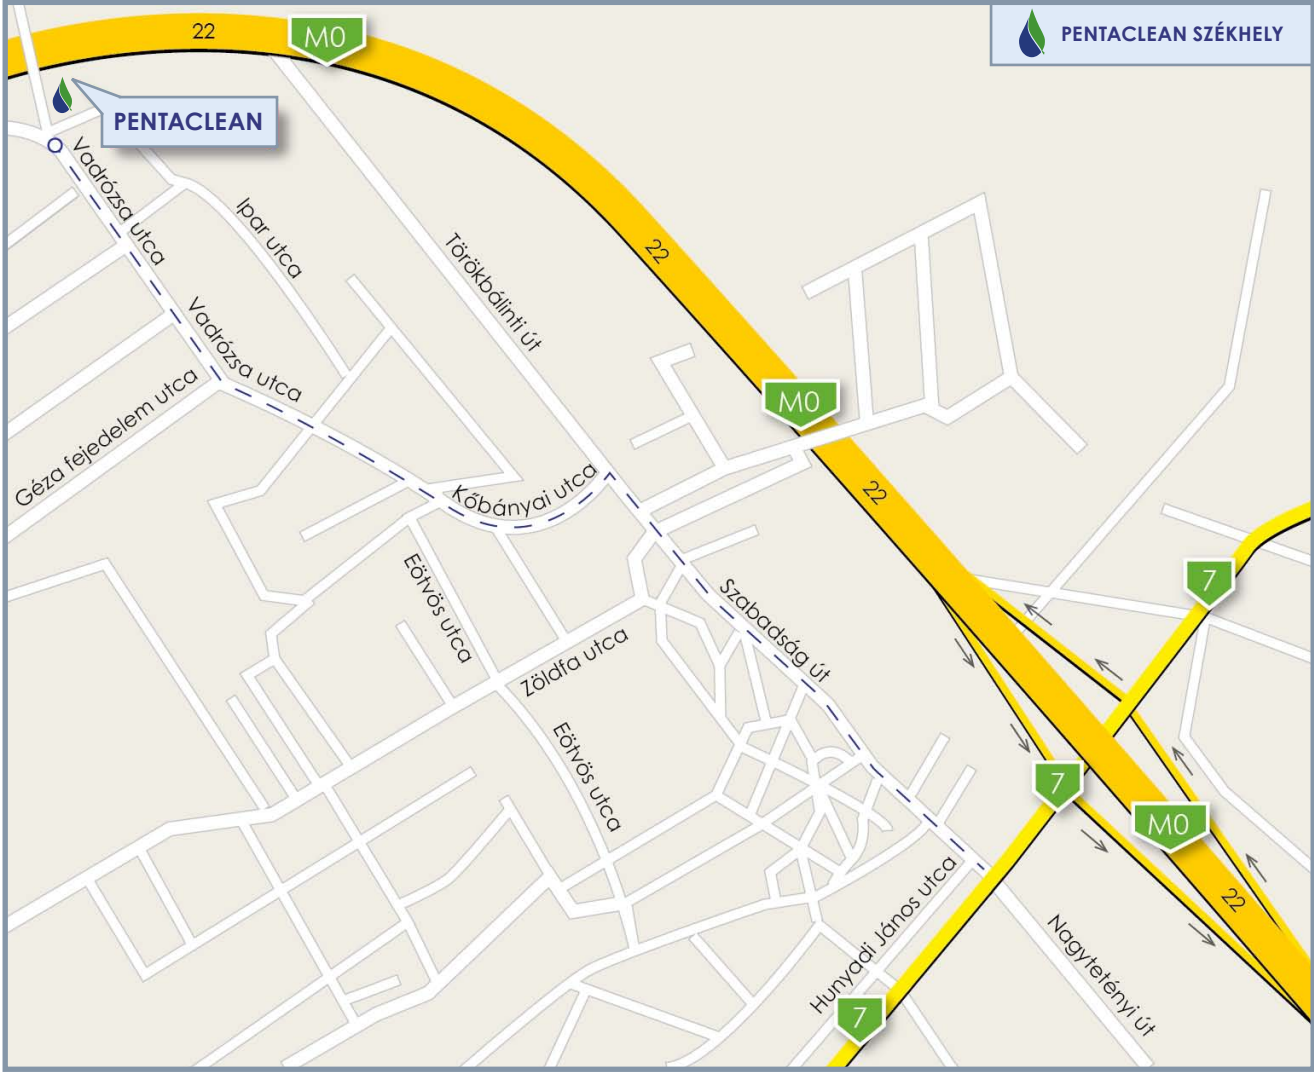 22
M0
PENTACLEAN SZÉKHELY
PENTACLEAN
Vadrózsa utca
Ipar utca
Törökbálinti út
22
Vadrózsa utca
Géza fejedelem utca
M0
Kőbányai utca
22
Eötvös utca
Szabadság út
7
Zöldfa utca
Eötvös utca
7
M0
22
Hunyadi János utca
Nagytetényi út
7